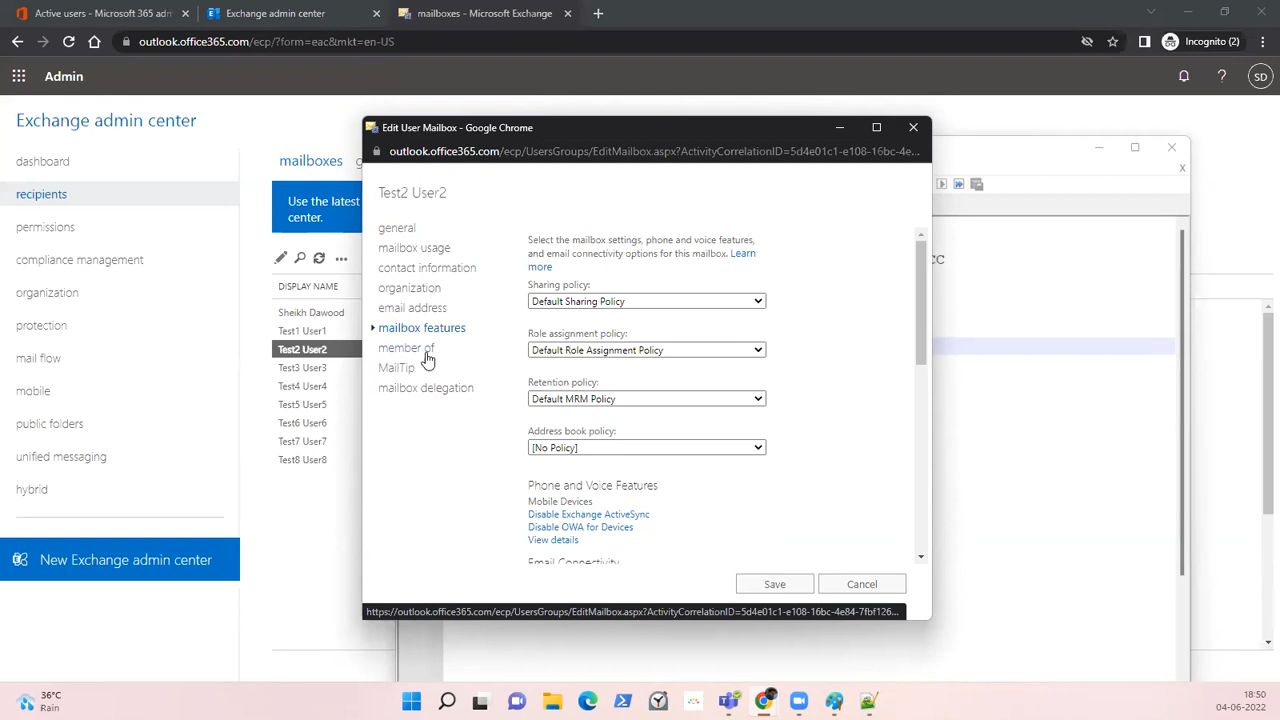 Active users - Microsoft 365 adm
Exchange admin center
mailboxes - Microsoft Exchange
outlook.office365.com/ecp/?form=eac&mkt=en-US
Incognito (2)
Admin
SD
Exchange admin center
dashboard
recipients
permissions
compliance management
organization
protection
mail flow
mobile
public folders
unified messaging
hybrid
New Exchange admin center
mailboxes
Use the latest
center.
DISPLAY NAME
Sheikh Dawood
Test1 User1
Test2 User2
Test3 User3
Test4 User4
Test5 User5
Test6 User6
Test7 User7
Test8 User8
Edit User Mailbox - Google Chrome
outlook.office365.com/ecp/UsersGroups/EditMailbox.aspx?ActivityCorrelationID=5d4e01c1-e108-16bc-4e...
Test2 User2
general
mailbox usage
contact information
organization
email address
mailbox features
member of
MailTip
mailbox delegation
Select the mailbox settings, phone and voice features,
and email connectivity options for this mailbox. Learn
more
Sharing policy:
Default Sharing Policy
Role assignment policy:
Default Role Assignment Policy
Retention policy:
Default MRM Policy
Address book policy:
[No Policy]
Phone and Voice Features
Mobile Devices
Disable Exchange ActiveSync
Disable OWA for Devices
View details
Email Connectivity
Save
Cancel
https://outlook.office365.com/ecp/UsersGroups/EditMailbox.aspx?ActivityCorrelationID=5d4e01c1-e108-16bc-4e84-7fbf126...
X
36°C
Rain
18:50
04-06-2022